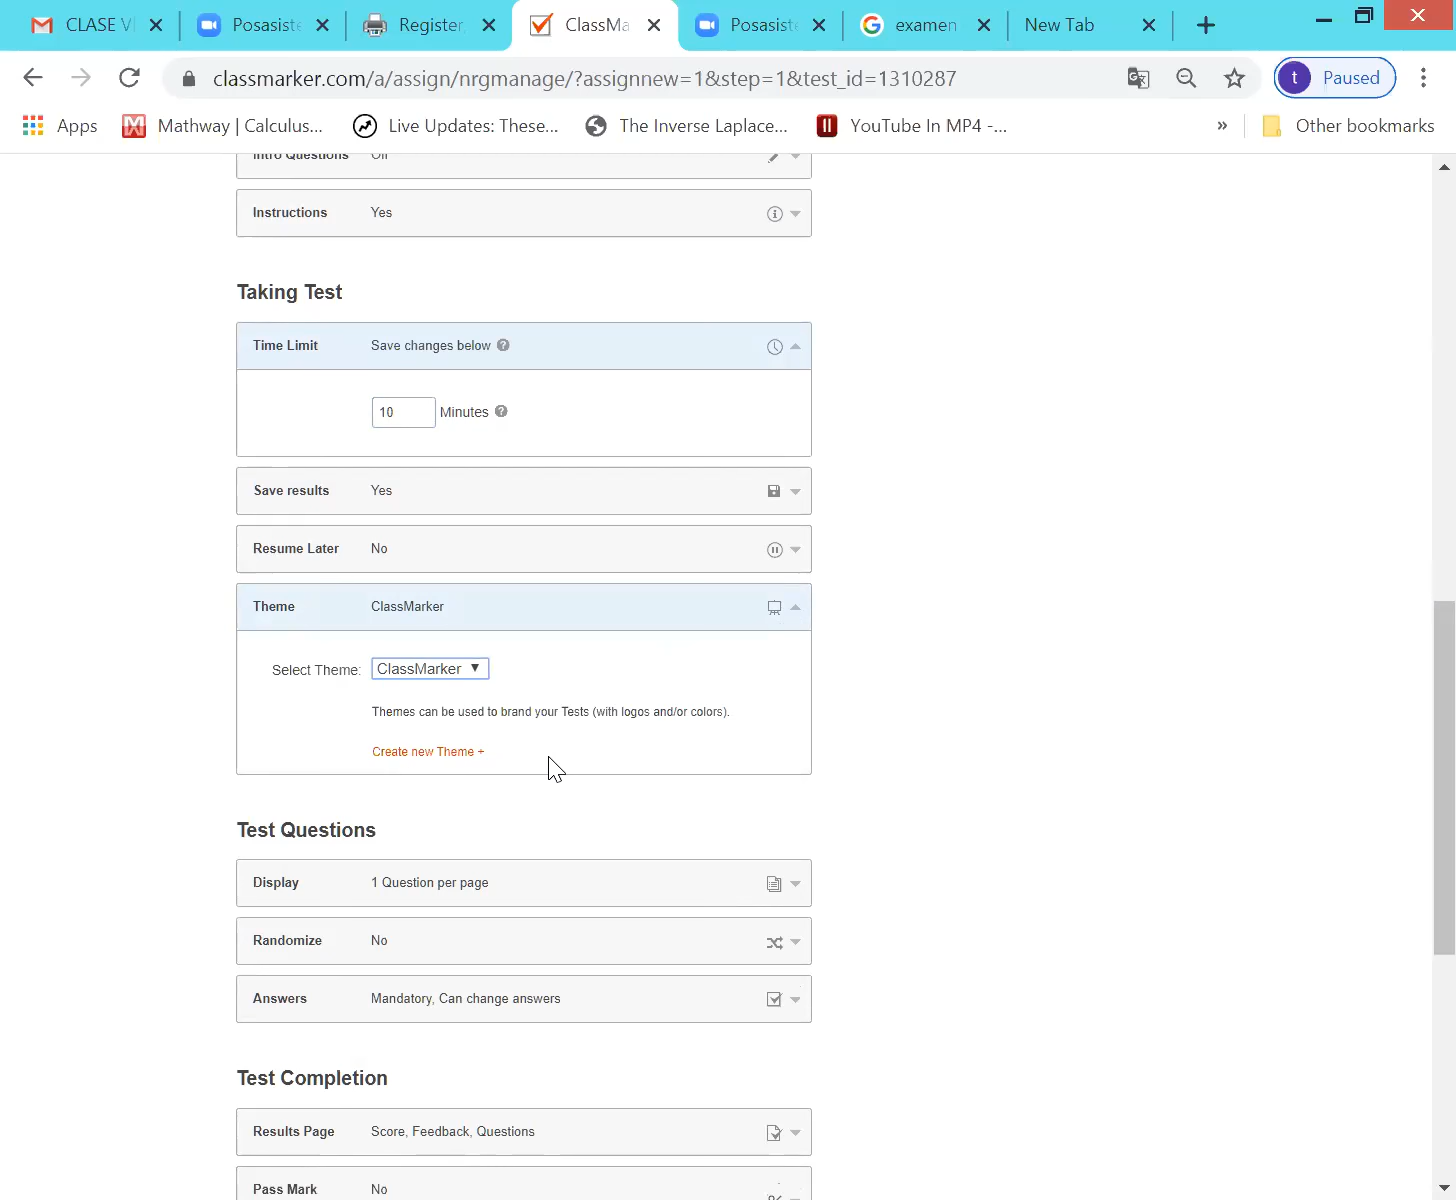 CLASE V
Posasiste
Register,
ClassMa
Posasiste
examen
New Tab
classmarker.com/a/assign/nrgmanage/?assignnew=1&step=1&test_id=1310287
t Paused
Apps
Mathway | Calculus...
Live Updates: These...
The Inverse Laplace...
YouTube In MP4 -...
»
Other bookmarks
Intro Questions Off
Instructions Yes
Taking Test
Time Limit Save changes below
10 Minutes
Save results Yes
Resume Later No
Theme ClassMarker
Select Theme: ClassMarker
Themes can be used to brand your Tests (with logos and/or colors).
Create new Theme +
Test Questions
Display 1 Question per page
Randomize No
Answers Mandatory, Can change answers
Test Completion
Results Page Score, Feedback, Questions
Pass Mark No